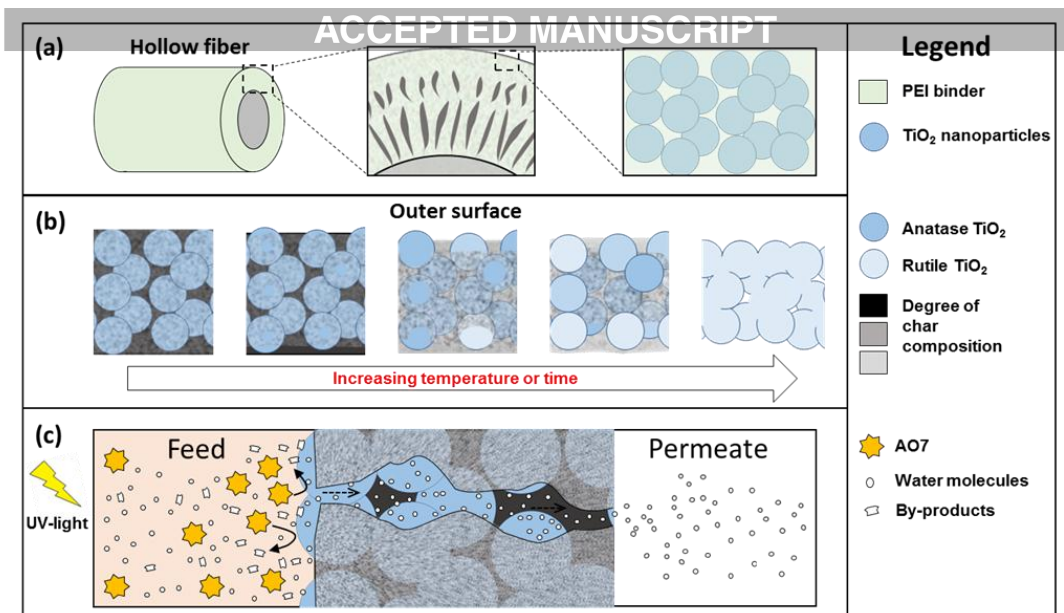 ACCEPTED MANUSCRIPT
(a)
Hollow fiber
Legend
PEI binder
TiO₂ nanoparticles
(b)
Outer surface
Anatase TiO₂
Rutile TiO₂
Degree of
char
composition
Increasing temperature or time
(c)
Feed
Permeate
UV-light
AO7
Water molecules
By-products